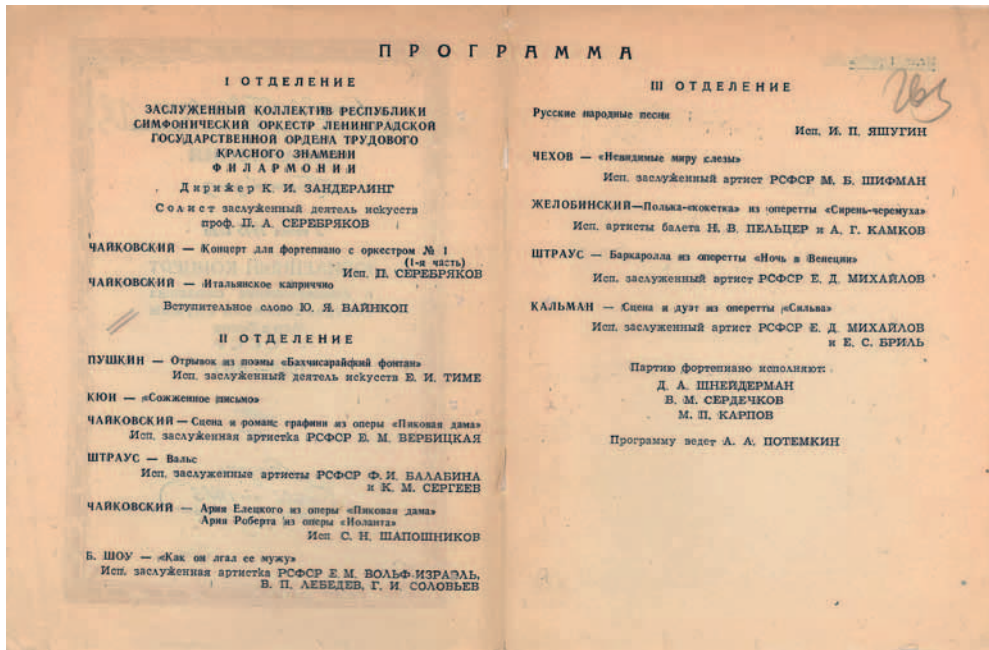 ПРОГРАММА
I ОТДЕЛЕНИЕ
ЗАСЛУЖЕННЫЙ КОЛЛЕКТИВ РЕСПУБЛИКИ
СИМФОНИЧЕСКИЙ ОРКЕСТР ЛЕНИНГРАДСКОЙ
ГОСУДАРСТВЕННОЙ ОРДЕНА ТРУДОВОГО
КРАСНОГО ЗНАМЕНИ
ФИЛАРМОНИИ
Дирижер К. И. ЗАНДЕРЛИНГ
Солист заслуженный деятель искусств
проф. П. А. СЕРЕБРЯКОВ
ЧАЙКОВСКИЙ — Концерт для фортепиано с оркестром № 1
(1-я часть)
Исп. П. СЕРЕБРЯКОВ
ЧАЙКОВСКИЙ — Итальянское каприччио
Вступительное слово Ю. Я. ВАЙНКОП
II ОТДЕЛЕНИЕ
ПУШКИН — Отрывок из поэмы «Бахчисарайский фонтан»
Исп. заслуженный деятель искусств Е. И. ТИМЕ
КЮИ — «Сожженное письмо»
ЧАЙКОВСКИЙ — Сцена и романс графини из оперы «Пиковая дама»
Исп. заслуженная артистка РСФСР Е. М. ВЕРБИЦКАЯ
ШТРАУС — Вальс
Исп. заслуженные артисты РСФСР Ф. И. БАЛАБИНА
и К. М. СЕРГЕЕВ
ЧАЙКОВСКИЙ — Ария Елецкого из оперы «Пиковая дама»
Ария Роберта из оперы «Иоланта»
Исп. С. Н. ШАПОШНИКОВ
Б. ШОУ — «Как он лгал ее мужу»
Исп. заслуженная артистка РСФСР Е. М. ВОЛЬФ-ИЗРАЭЛЬ,
В. П. ЛЕБЕДЕВ, Г. И. СОЛОВЬЕВ
III ОТДЕЛЕНИЕ
Русские народные песни
Исп. И. П. ЯШУГИН
ЧЕХОВ — «Невидимые миру слезы»
Исп. заслуженный артист РСФСР М. Б. ШИФМАН
ЖЕЛОБИНСКИЙ—Полька-«кокетка» из оперетты «Сирень-черемуха»
Исп. артисты балета Н. В. ПЕЛЬЦЕР и А. Г. КАМКОВ
ШТРАУС — Баркаролла из оперетты «Ночь в Венеции»
Исп. заслуженный артист РСФСР Е. Д. МИХАЙЛОВ
КАЛЬМАН — Сцена и дуэт из оперетты «Сильва»
Исп. заслуженный артист РСФСР Е. Д. МИХАЙЛОВ
и Е. С. БРИЛЬ
Партию фортепиано исполняют:
Д. А. ШНЕЙДЕРМАН
В. М. СЕРДЕЧКОВ
М. П. КАРПОВ
Программу ведет А. А. ПОТЕМКИН